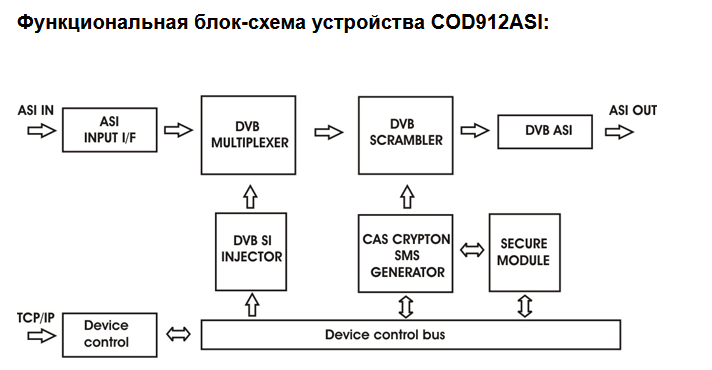 Функциональная блок-схема устройства COD912ASI:
ASI IN
ASI
INPUT I/F
DVB
MULTIPLEXER
DVB
SCRAMBLER
DVB ASI
ASI OUT
DVB SI
INJECTOR
CAS CRYPTON
SMS
GENERATOR
SECURE
MODULE
TCP/IP
Device
control
Device control bus